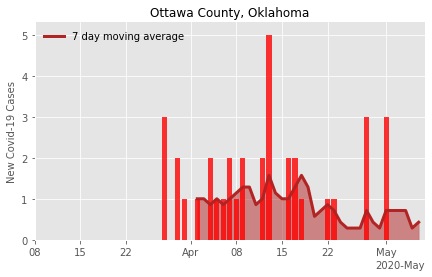 Ottawa County, Oklahoma
7 day moving average
New Covid-19 Cases
5
4
3
2
1
0
08 15 22 Apr 08 15 22 May
2020-May